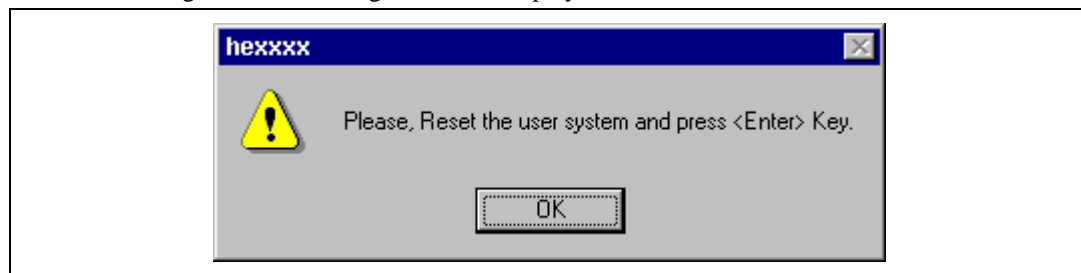 hexxxx
Please, Reset the user system and press <Enter> Key.
OK